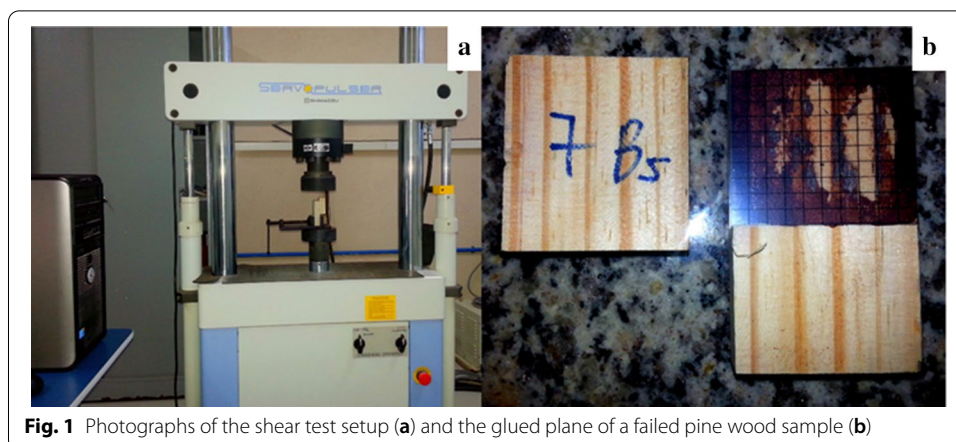 a
b
SERVOPULSER
SHIMADZU
7 B5
Fig. 1 Photographs of the shear test setup (a) and the glued plane of a failed pine wood sample (b)